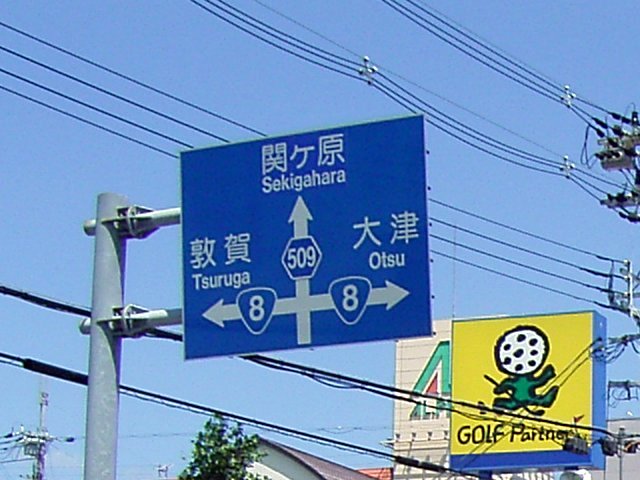 関ケ原
Sekigahara
敦賀
Tsuruga
大津
Otsu
509
8
8
GOLF Partner